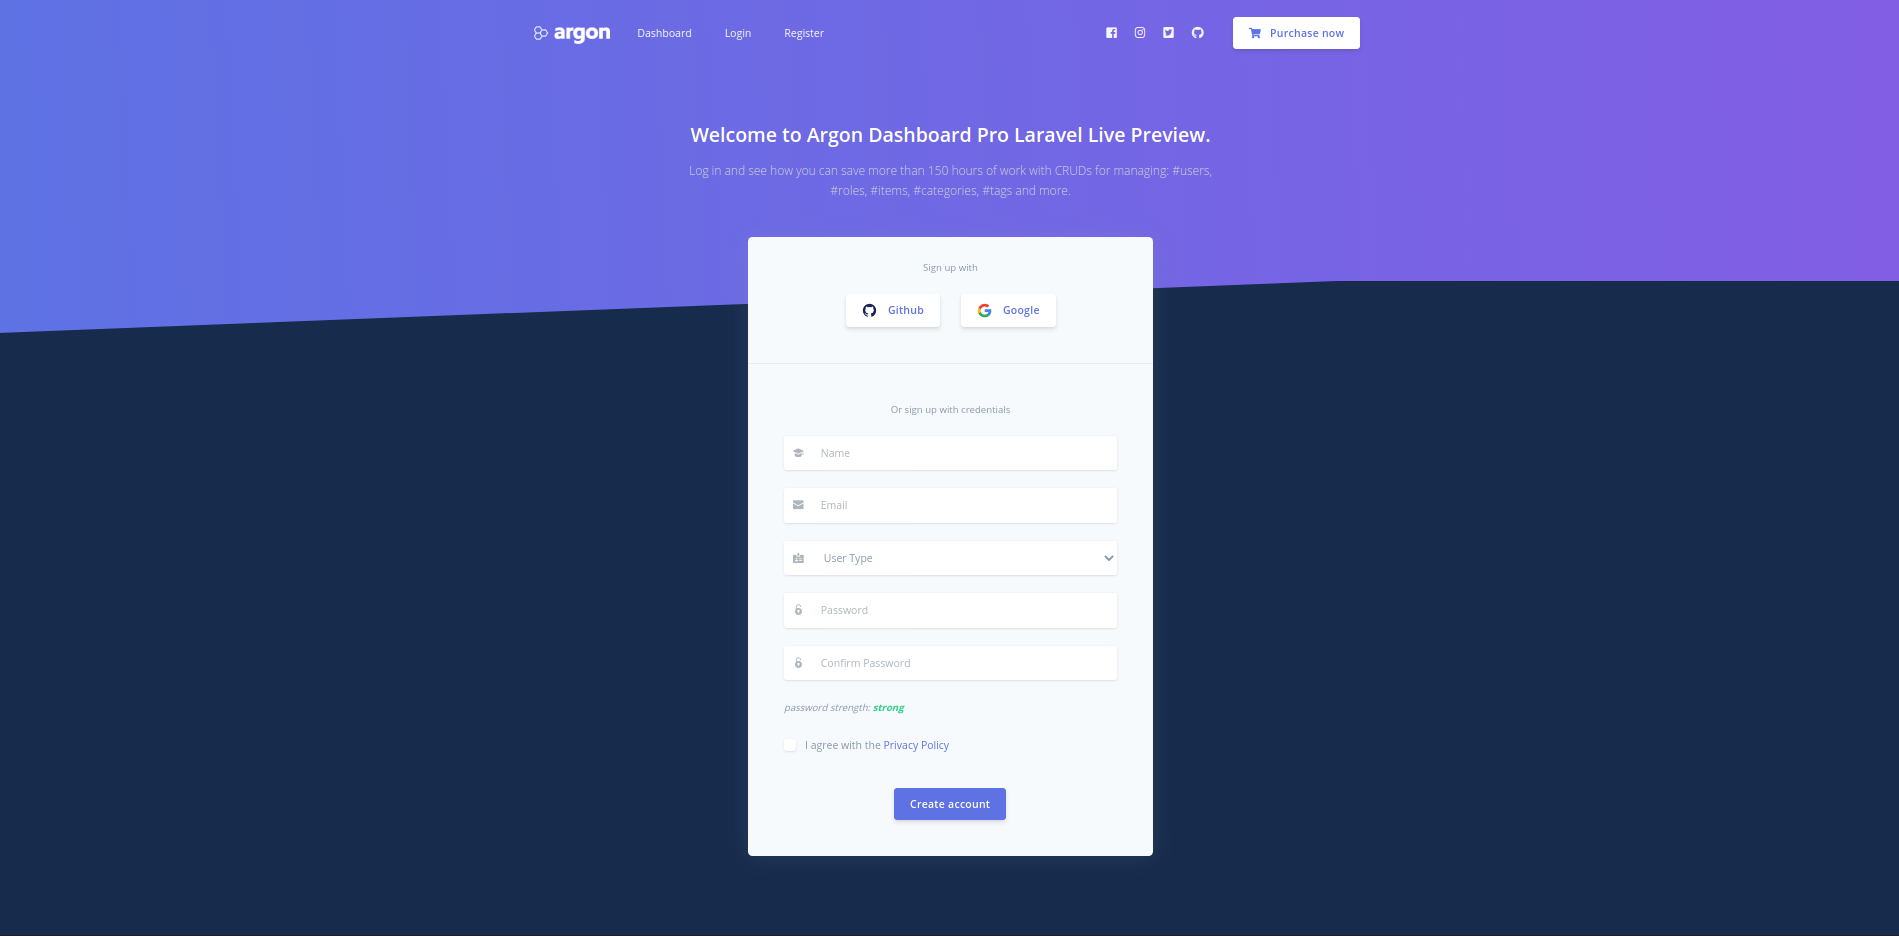 argon Dashboard Login Register Purchase now
Welcome to Argon Dashboard Pro Laravel Live Preview.
Log in and see how you can save more than 150 hours of work with CRUDs for managing: #users,
#roles, #items, #categories, #tags and more.
Sign up with
Github Google
Or sign up with credentials
Name
Email
User Type
Password
Confirm Password
password strength: strong
I agree with the Privacy Policy
Create account